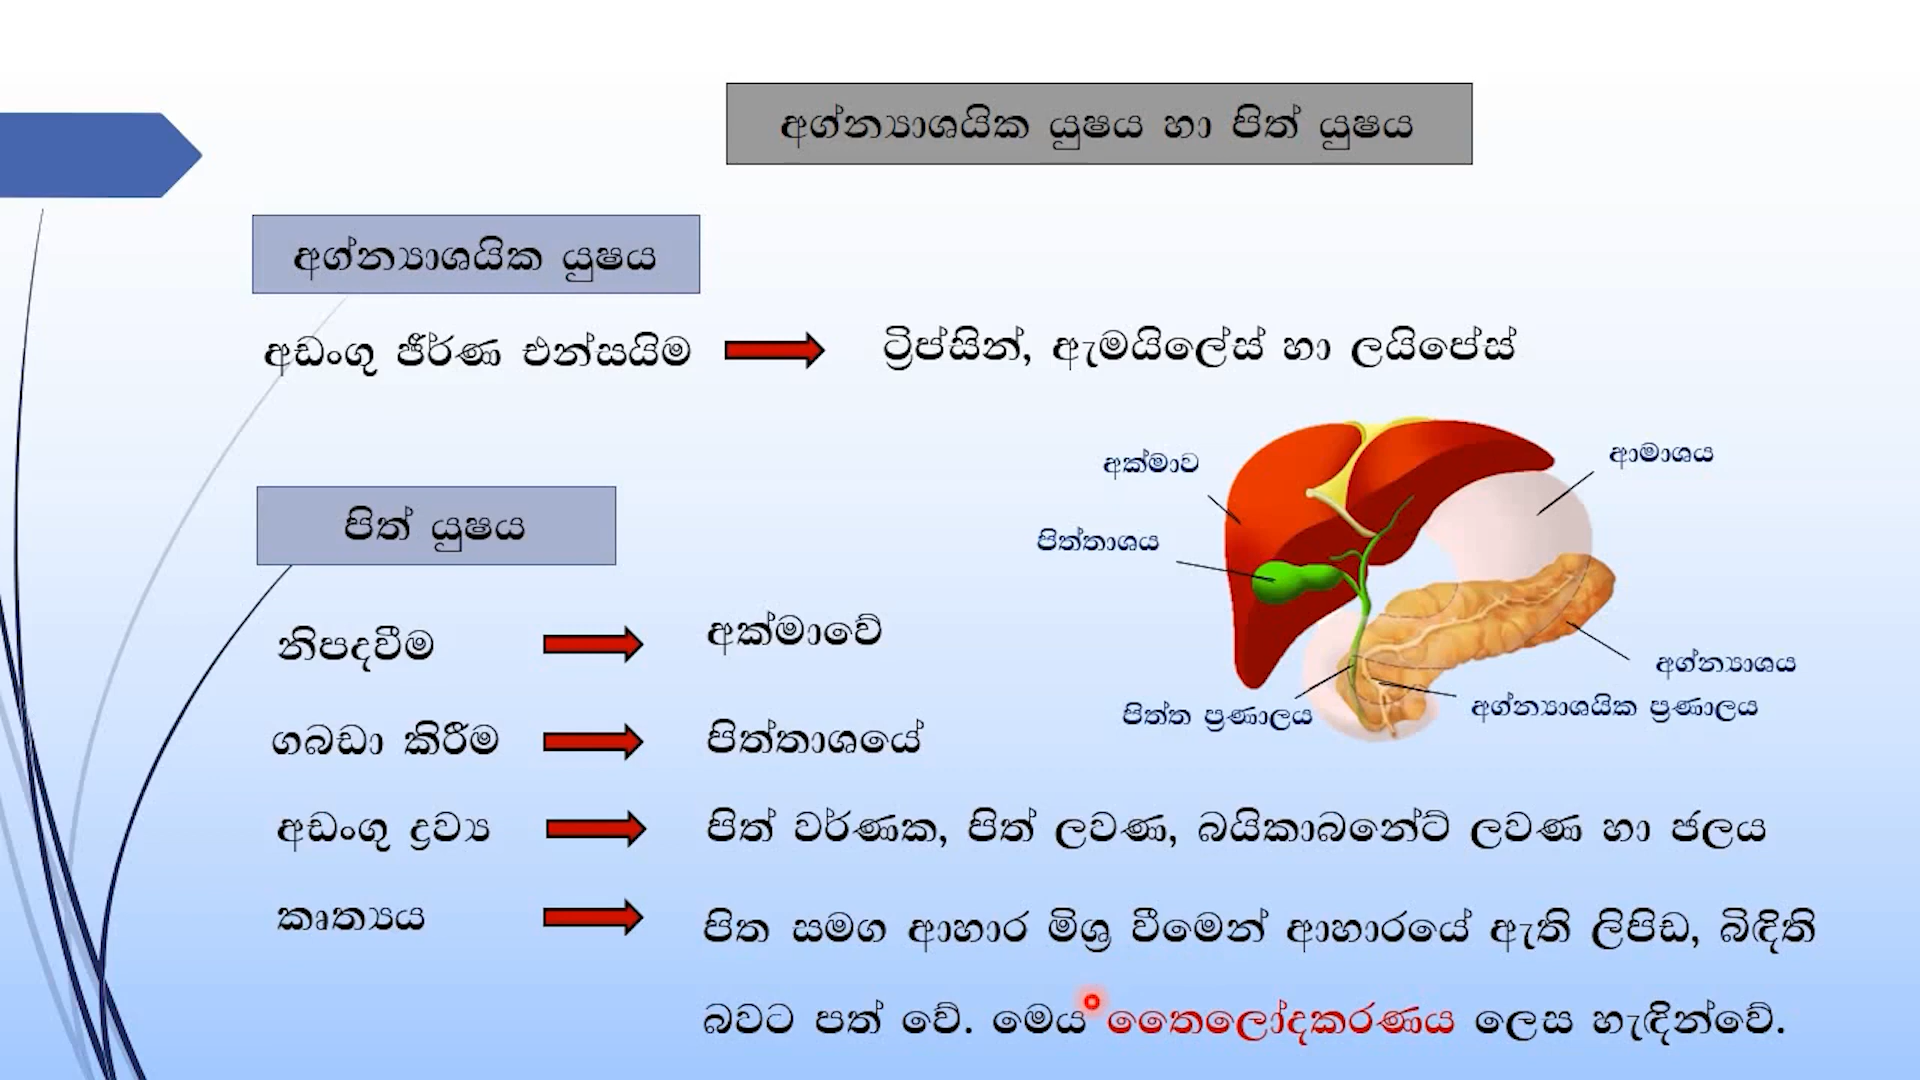 අග්න්‍යාශයික යුෂය හා පිත් යුෂය
අග්න්‍යාශයික යුෂය
අඩංගු ජීර්ණ එන්සයිම
ට්‍රිප්සින්, ඇමයිලේස් හා ලයිපේස්
අක්මාව
ආමාශය
පිත්තාශය
අග්න්‍යාශය
පිත්ත ප්‍රණාලය
අග්න්‍යාශයික ප්‍රණාලය
පිත් යුෂය
නිපදවීම
අක්මාවේ
ගබඩා කිරීම
පිත්තාශයේ
අඩංගු ද්‍රව්‍ය
පිත් වර්ණක, පිත් ලවණ, බයිකාබනේට් ලවණ හා ජලය
කෘත්‍යය
පිත සමග ආහාර මිශ්‍ර වීමෙන් ආහාරයේ ඇති ලිපිඩ, බිඳිති
බවට පත් වේ. මෙය තෛලෝදකරණය ලෙස හැඳින්වේ.